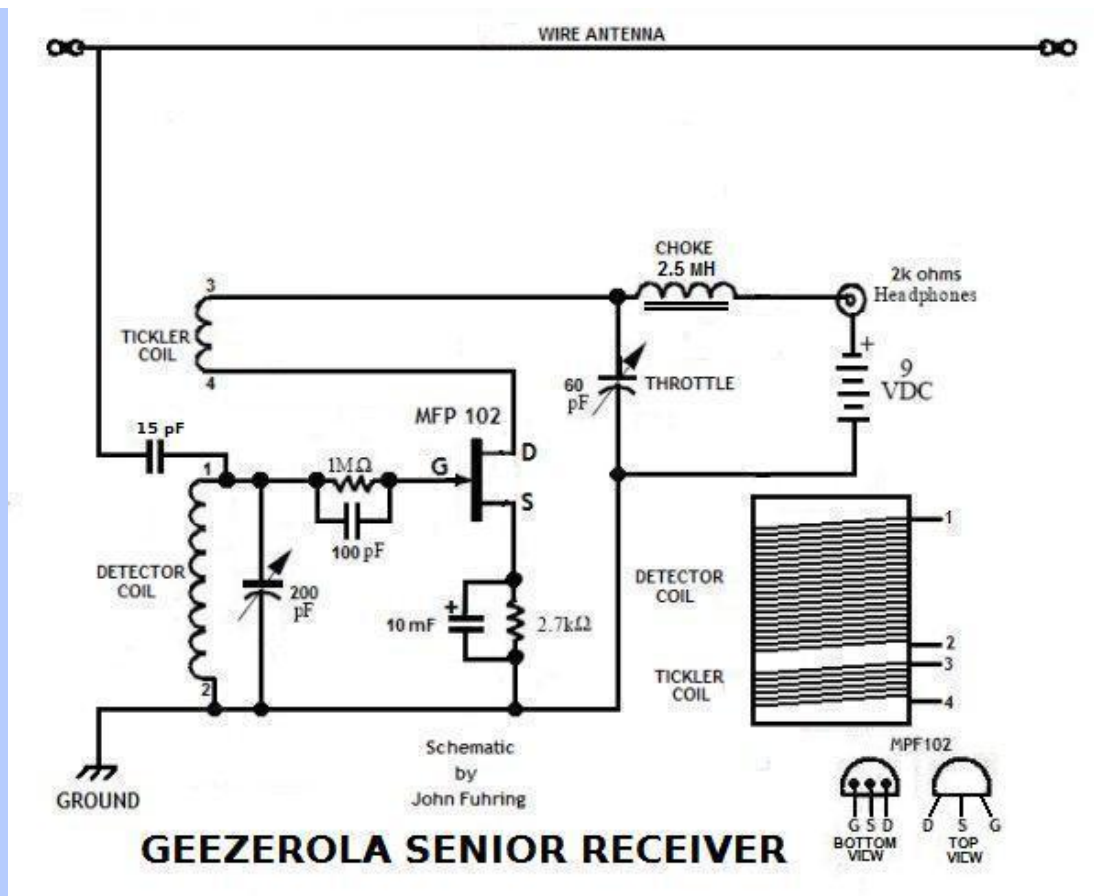 WIRE ANTENNA
CHOKE
2.5 MH
2k ohms
Headphones
3
TICKLER
COIL
4
+
9
VDC
60
pF
THROTTLE
MFP 102
15 pF
D
1
1MΩ
G
S
100 pF
1
DETECTOR
COIL
200
pF
DETECTOR
COIL
+
10 mF
2.7kΩ
2
3
TICKLER
COIL
2
4
Schematic
by
John Fuhring
MPF102
GROUND
G S D
BOTTOM
VIEW
D S G
TOP
VIEW
GEEZEROLA SENIOR RECEIVER